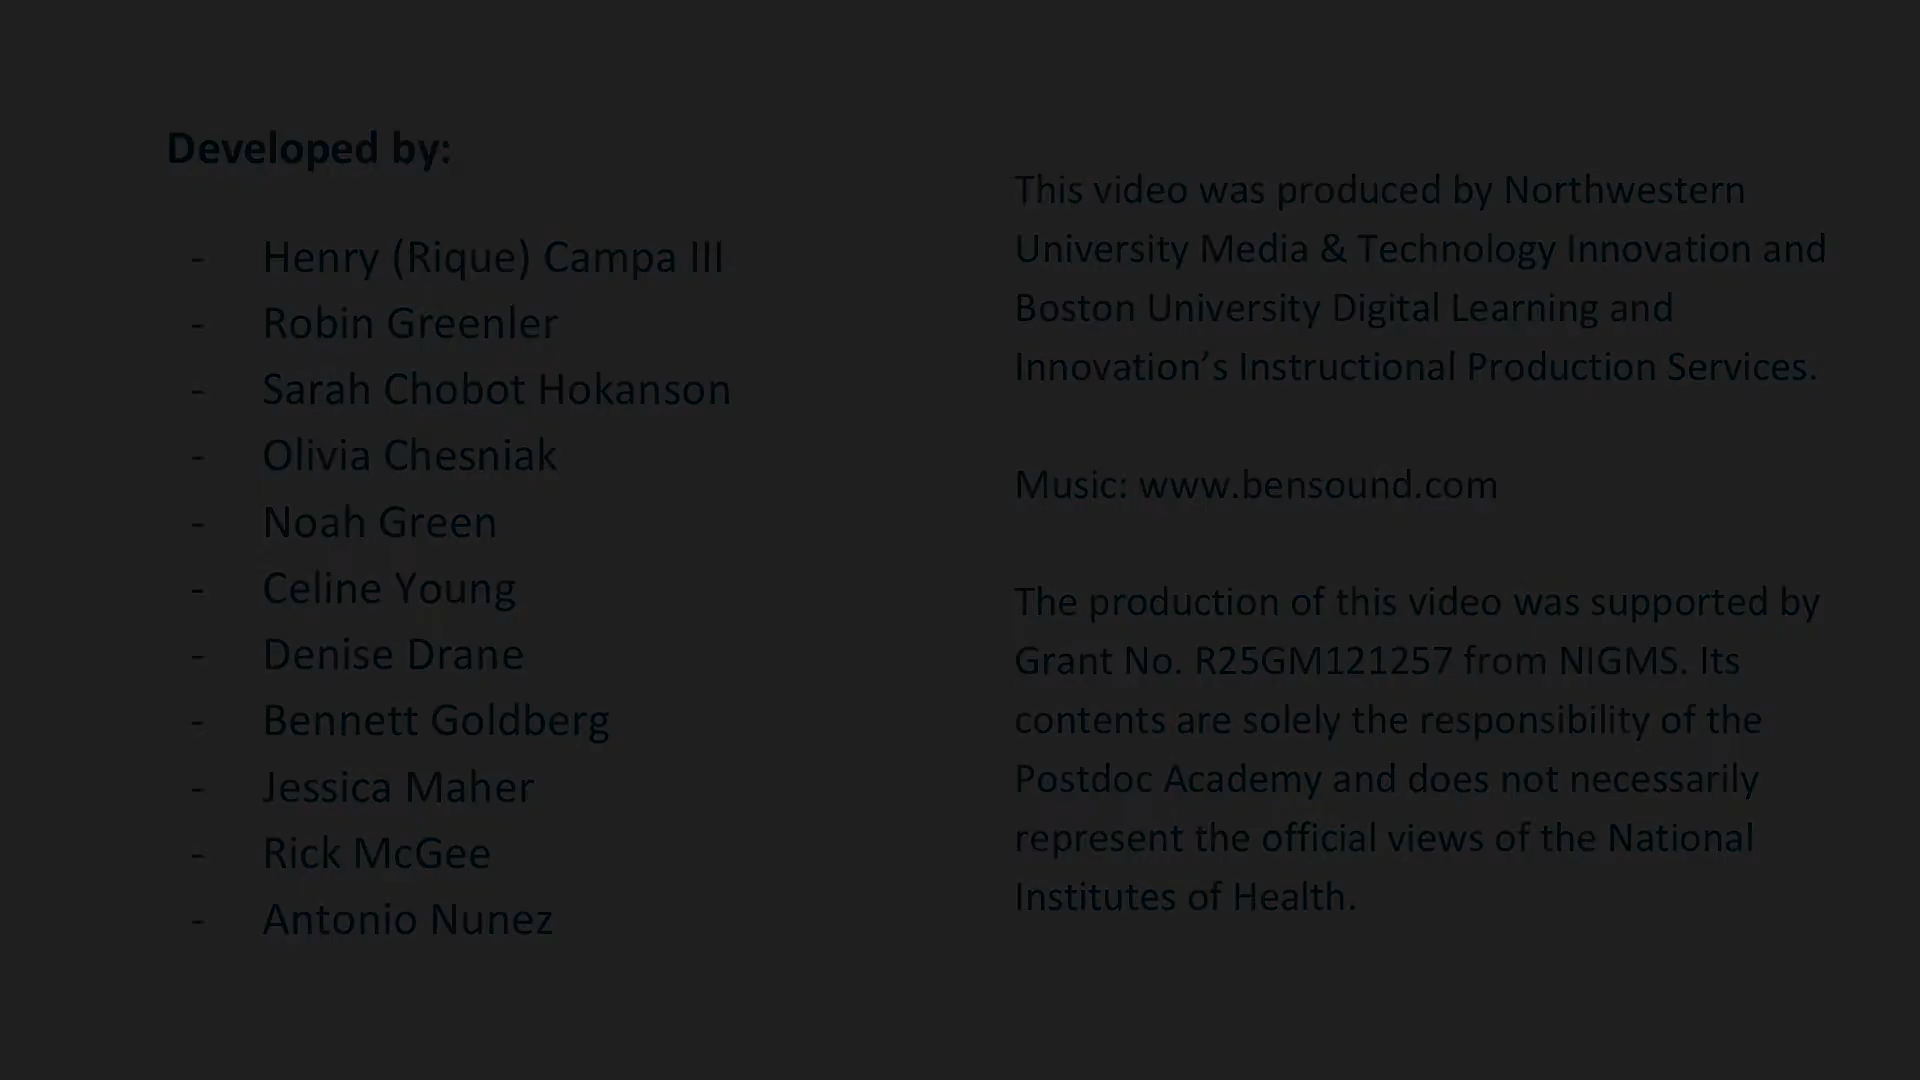 Developed by:
- Henry (Rique) Campa III
- Robin Greenler
- Sarah Chobot Hokanson
- Olivia Chesniak
- Noah Green
- Celine Young
- Denise Drane
- Bennett Goldberg
- Jessica Maher
- Rick McGee
- Antonio Nunez
This video was produced by Northwestern
University Media & Technology Innovation and
Boston University Digital Learning and
Innovation’s Instructional Production Services.
Music: www.bensound.com
The production of this video was supported by
Grant No. R25GM121257 from NIGMS. Its
contents are solely the responsibility of the
Postdoc Academy and does not necessarily
represent the official views of the National
Institutes of Health.